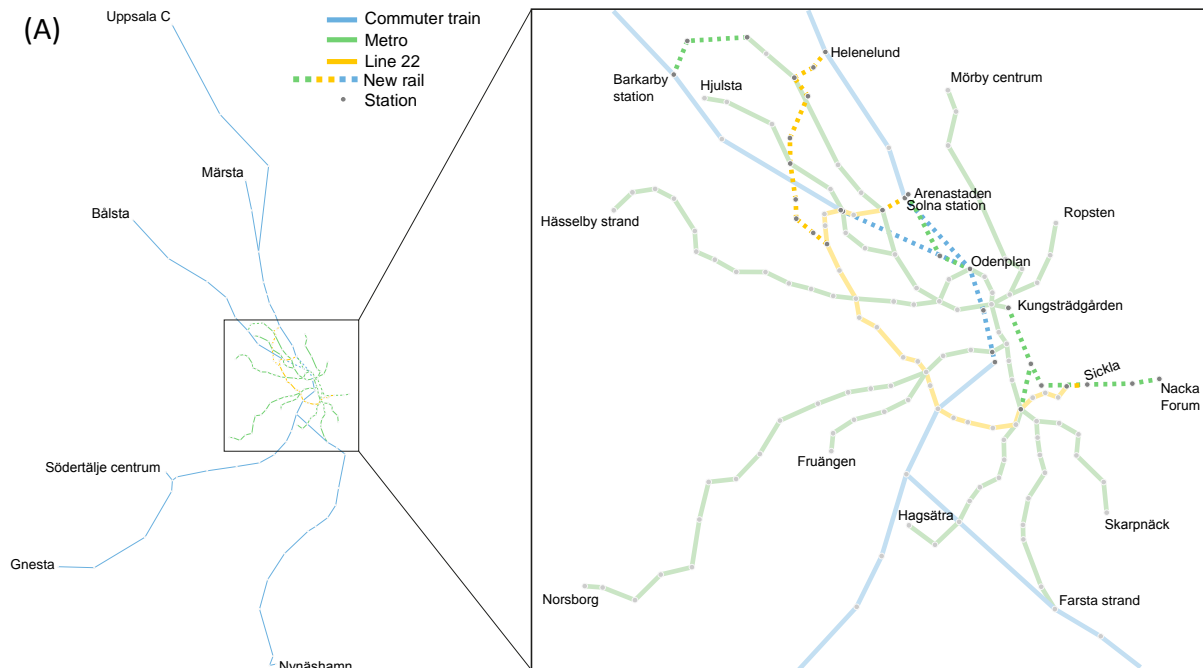 (A)
Uppsala C
Commuter train
Metro
Line 22
New rail
Station
Märsta
Bålsta
Södertälje centrum
Gnesta
Nynäshamn
Helenelund
Barkarby
station
Hjulsta
Mörby centrum
Arenastaden
Solna station
Hässelby strand
Ropsten
Odenplan
Kungsträdgården
Sickla
Nacka
Forum
Fruängen
Hagsätra
Skarpnäck
Norsborg
Farsta strand